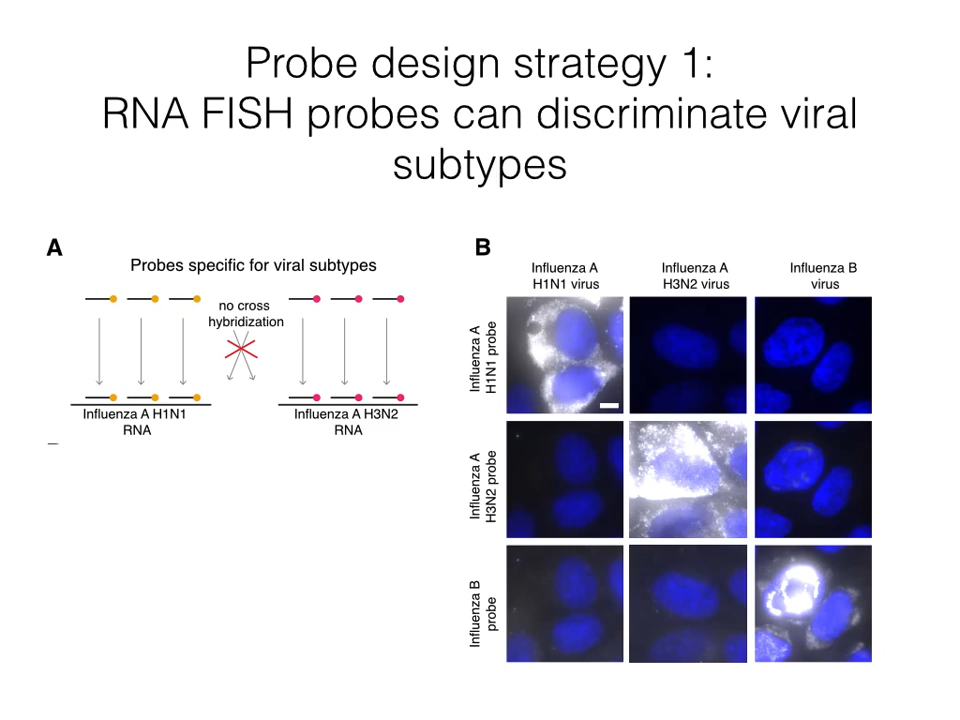 Probe design strategy 1:
RNA FISH probes can discriminate viral
subtypes
A
Probes specific for viral subtypes
no cross
hybridization
Influenza A H1N1
RNA
Influenza A H3N2
RNA
B
Influenza A
H1N1 virus
Influenza A
H3N2 virus
Influenza B
virus
Influenza A
H1N1 probe
Influenza A
H3N2 probe
Influenza B
probe